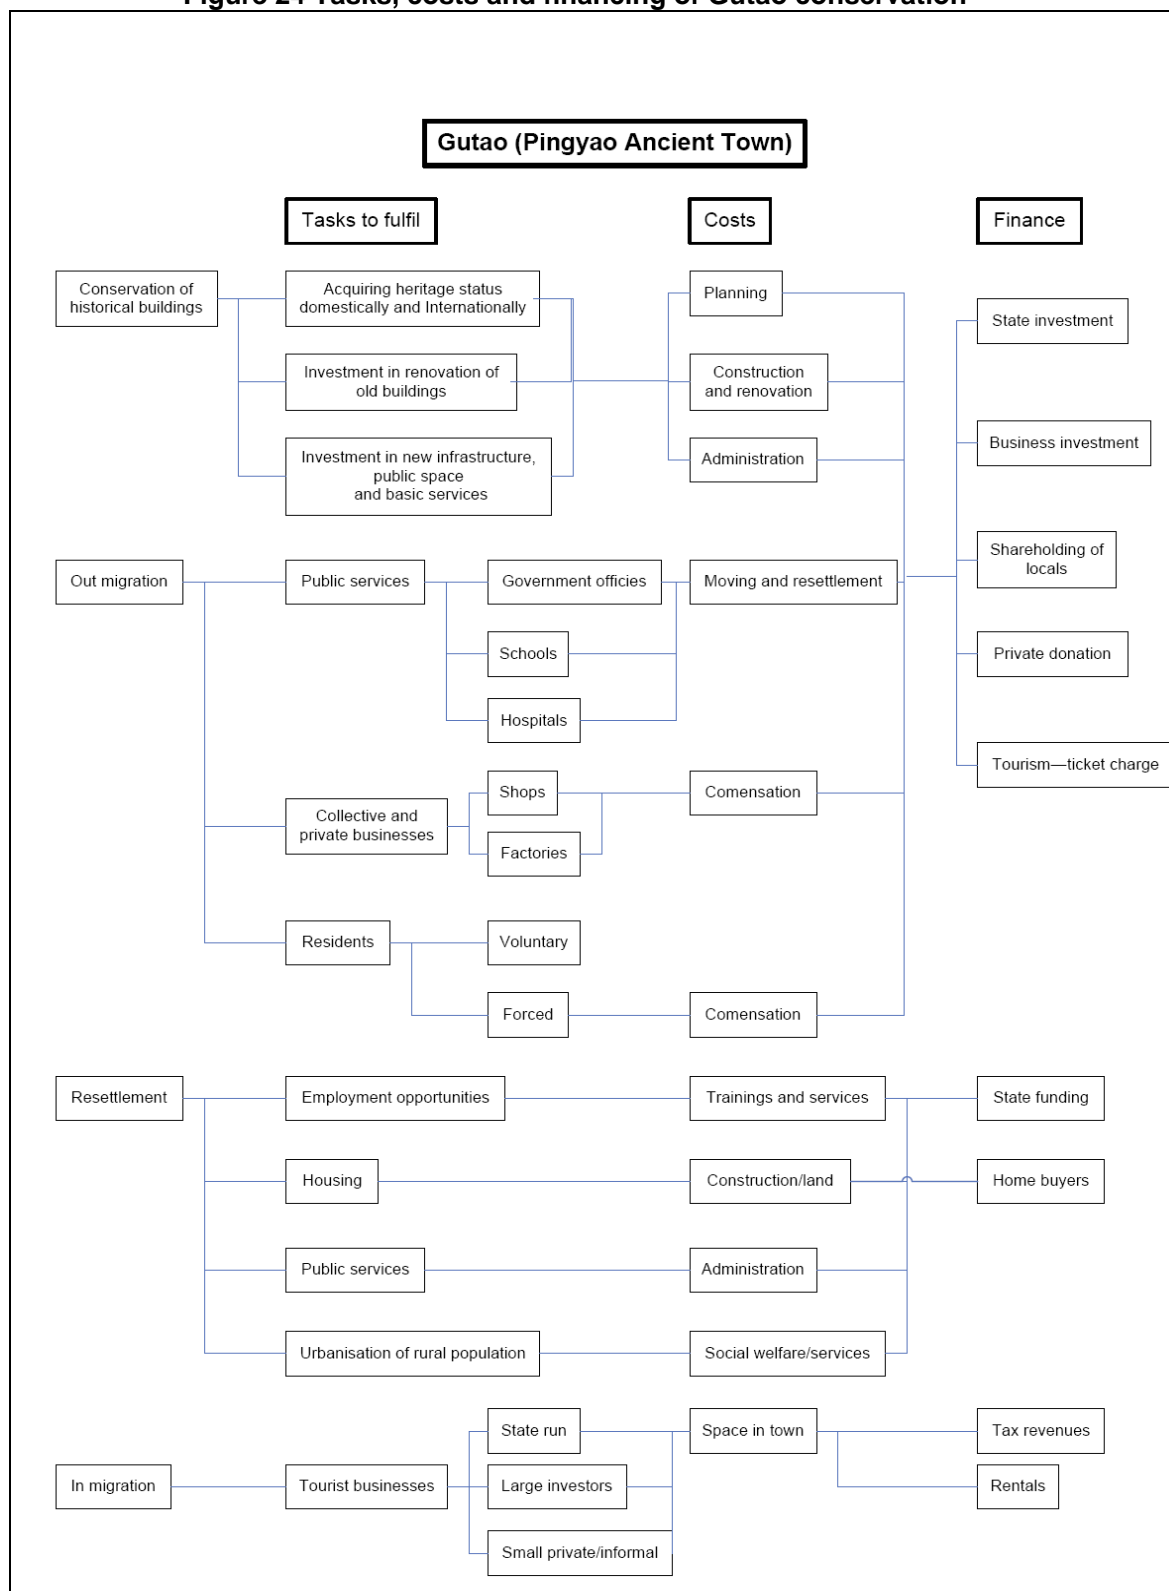 Figure 24 Tasks, costs and financing of Gutao conservation
Gutao (Pingyao Ancient Town)
Tasks to fulfil
Costs
Finance
Conservation of
historical buildings
Acquiring heritage status
domestically and Internationally
Investment in renovation of
old buildings
Investment in new infrastructure,
public space
and basic services
Planning
Construction
and renovation
Administration
State investment
Business investment
Shareholding of
locals
Private donation
Tourism—ticket charge
Out migration
Public services
Government officies
Schools
Hospitals
Moving and resettlement
Collective and
private businesses
Shops
Factories
Comensation
Residents
Voluntary
Forced
Comensation
Resettlement
Employment opportunities
Trainings and services
State funding
Housing
Construction/land
Home buyers
Public services
Administration
Urbanisation of rural population
Social welfare/services
In migration
Tourist businesses
State run
Large investors
Small private/informal
Space in town
Tax revenues
Rentals